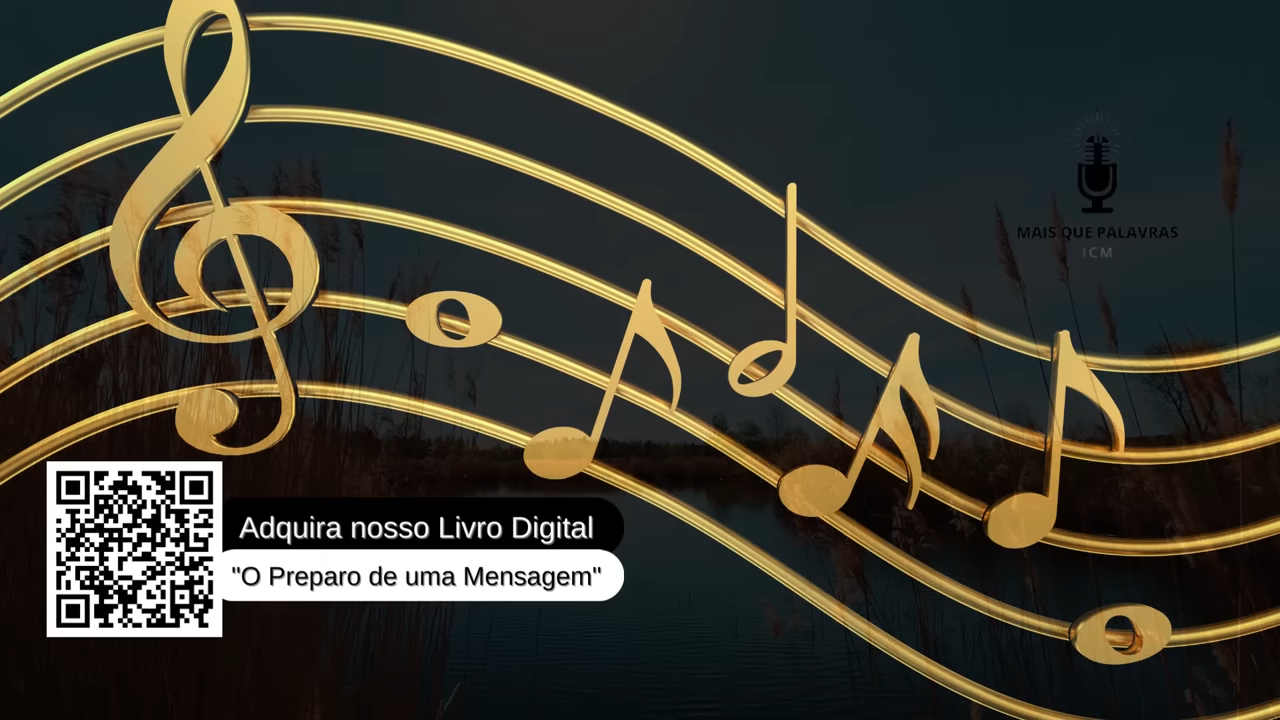 MAIS QUE PALAVRAS
ICM
Adquira nosso Livro Digital
"O Preparo de uma Mensagem"